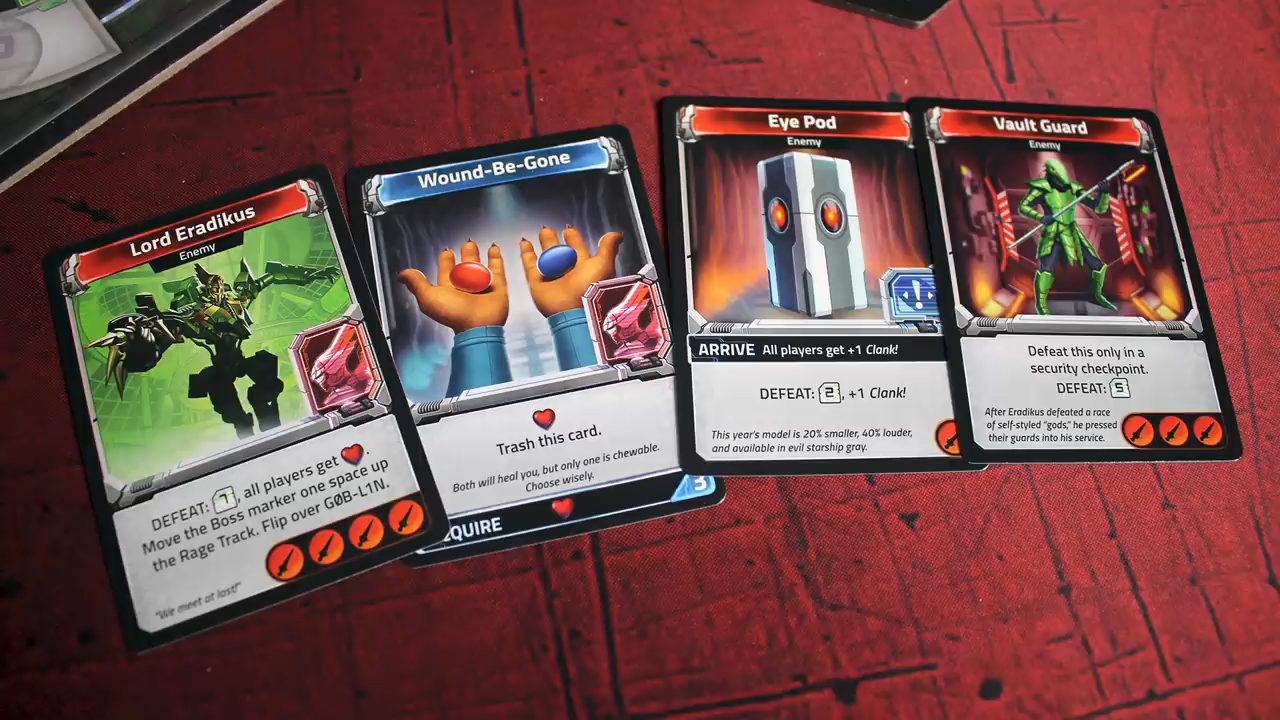 Lord Eradikus
Enemy
DEFEAT: 7, all players get
Move the Boss marker one space up
the Rage Track. Flip over GØB-L1N.
"We meet at last!"
Wound-Be-Gone
Trash this card.
Both will heal you, but only one is chewable.
Choose wisely.
QUIRE
3
Eye Pod
Enemy
ARRIVE All players get +1 Clank!
DEFEAT: 2, +1 Clank!
This year's model is 20% smaller, 40% louder,
and available in evil starship gray.
Vault Guard
Enemy
Defeat this only in a
security checkpoint.
DEFEAT: 5
After Eradikus defeated a race
of self-styled "gods," he pressed
their guards into his service.